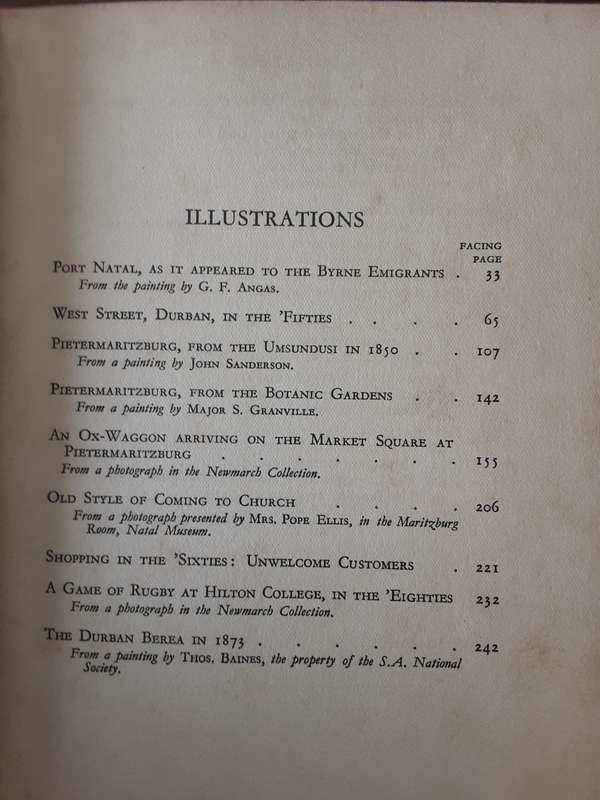 ILLUSTRATIONS
FACING
PAGE
PORT NATAL, AS IT APPEARED TO THE BYRNE EMIGRANTS . 33
From the painting by G. F. ANGAS.
WEST STREET, DURBAN, IN THE 'FIFTIES . . . . 65
PIETERMARITZBURG, FROM THE UMSUNDUSI IN 1850 . . 107
From a painting by JOHN SANDERSON.
PIETERMARITZBURG, FROM THE BOTANIC GARDENS . . 142
From a painting by MAJOR S. GRANVILLE.
AN OX-WAGGON ARRIVING ON THE MARKET SQUARE AT
PIETERMARITZBURG . . . . . . . 155
From a photograph in the Newmarch Collection.
OLD STYLE OF COMING TO CHURCH . . . . 206
From a photograph presented by MRS. POPE ELLIS, in the Maritzburg
Room, Natal Museum.
SHOPPING IN THE 'SIXTIES: UNWELCOME CUSTOMERS . 221
A GAME OF RUGBY AT HILTON COLLEGE, IN THE 'EIGHTIES 232
From a photograph in the Newmarch Collection.
THE DURBAN BEREA IN 1873 . . . . . . 242
From a painting by THOS. BAINES, the property of the S.A. National
Society.